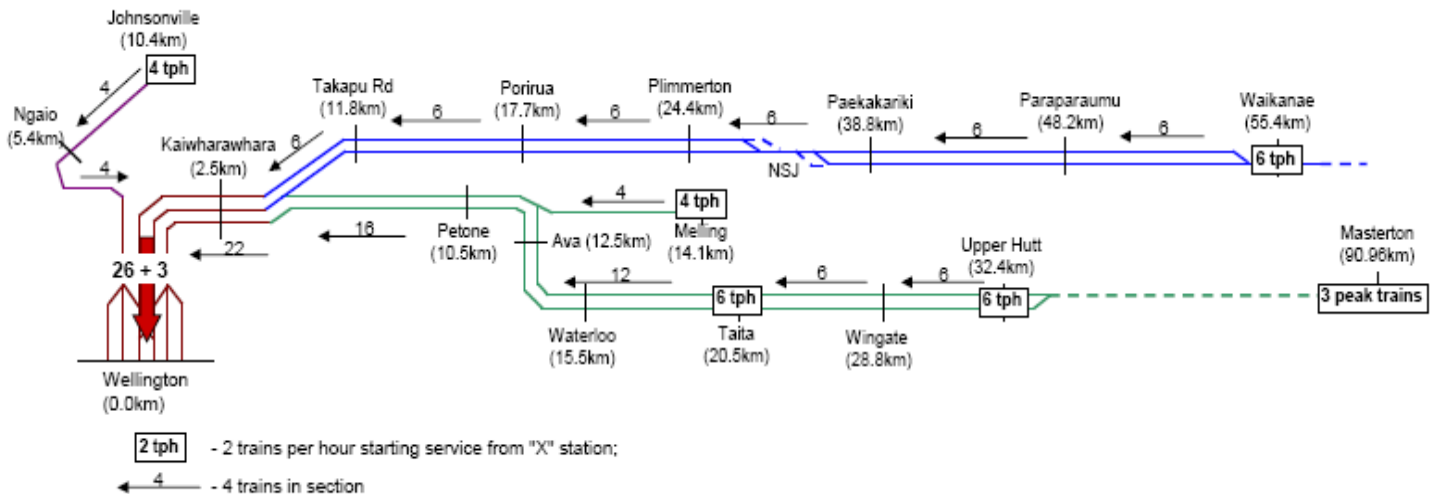 Johnsonville
(10.4km)
4 tph
4
Ngaio
(5.4km)
4
Kaiwharawhara
(2.5km)
6
Takapu Rd
(11.8km)
6
Porirua
(17.7km)
6
Plimmerton
(24.4km)
6
NSJ
Paekakariki
(38.8km)
6
Paraparaumu
(48.2km)
6
Waikanae
(55.4km)
6 tph
22
16
Petone
(10.5km)
4
4 tph
Melling
(14.1km)
Ava (12.5km)
12
Waterloo
(15.5km)
6 tph
Taita
(20.5km)
6
Wingate
(28.8km)
6
Upper Hutt
(32.4km)
6 tph
Masterton
(90.96km)
3 peak trains
26 + 3
Wellington
(0.0km)
2 tph - 2 trains per hour starting service from "X" station;
4 - 4 trains in section